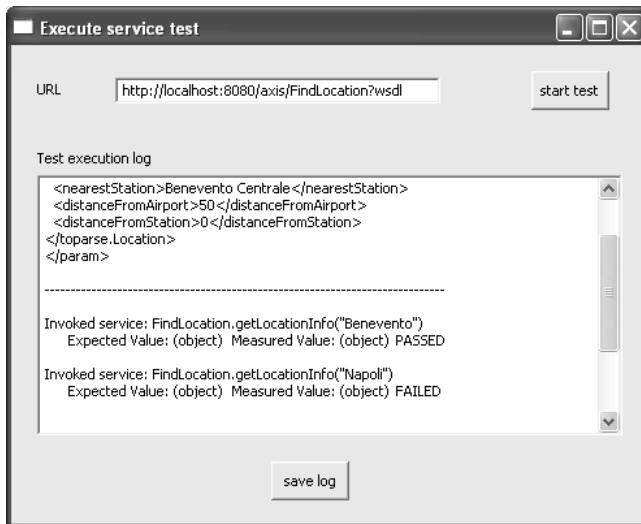 Execute service test
URL http://localhost:8080/axis/FindLocation?wsdl start test
Test execution log
<nearestStation>Benevento Centrale</nearestStation>
<distanceFromAirport>50</distanceFromAirport>
<distanceFromStation>0</distanceFromStation>
</toparse.Location>
</param>
-----------------------------------------------------------------------------
Invoked service: FindLocation.getLocationInfo("Benevento")
Expected Value: (object) Measured Value: (object) PASSED
Invoked service: FindLocation.getLocationInfo("Napoli")
Expected Value: (object) Measured Value: (object) FAILED
save log